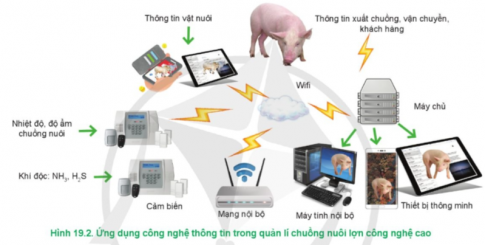 Thông tin vật nuôi
Thông tin xuất chuồng, vận chuyển,
khách hàng
Wifi
Máy chủ
Nhiệt độ, độ ẩm
chuồng nuôi
Khí độc: NH₃, H₂S
Cảm biến
Mạng nội bộ
Máy tính nội bộ
Thiết bị thông minh
Hình 19.2. Ứng dụng công nghệ thông tin trong quản lí chuồng nuôi lợn công nghệ cao